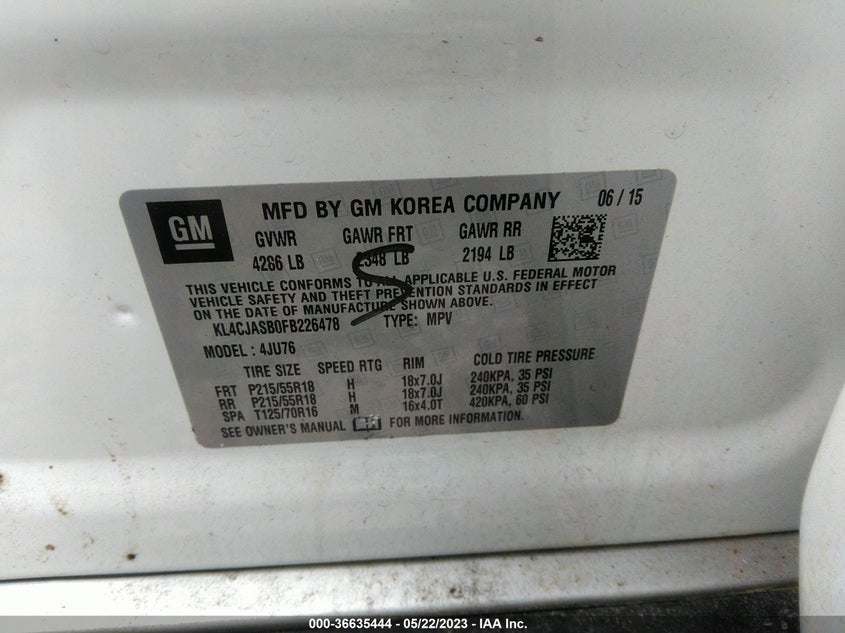 GM
MFD BY GM KOREA COMPANY 06 / 15
GVWR GAWR FRT GAWR RR
4286 LB 2348 LB 2194 LB
THIS VEHICLE CONFORMS TO ALL APPLICABLE U.S. FEDERAL MOTOR
VEHICLE SAFETY AND THEFT PREVENTION STANDARDS IN EFFECT
ON THE DATE OF MANUFACTURE SHOWN ABOVE.
KL4CJASB0FB226478 TYPE: MPV
MODEL: 4JU76
TIRE SIZE SPEED RTG RIM COLD TIRE PRESSURE
FRT P215/55R18 H 18x7.0J 240KPA, 35 PSI
RR P215/55R18 H 18x7.0J 240KPA, 35 PSI
SPA T125/70R16 M 16x4.0T 420KPA, 60 PSI
SEE OWNER'S MANUAL FOR MORE INFORMATION.
000-36635444 - 05/22/2023 - IAA Inc.